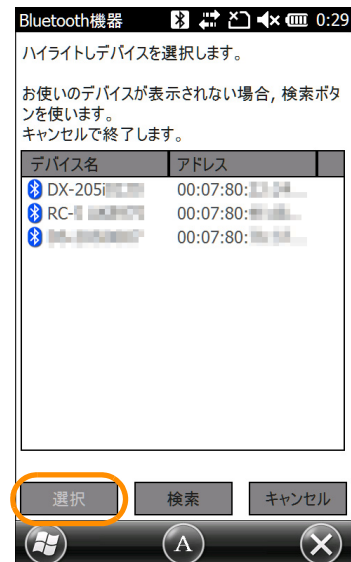 Bluetooth機器 0:29
ハイライトしデバイスを選択します。
お使いのデバイスが表示されない場合, 検索ボタ
ンを使います。
キャンセルで終了します。
デバイス名 アドレス
DX-205i 00:07:80:
RC- 00:07:80:
00:07:80:
選択 検索 キャンセル
A